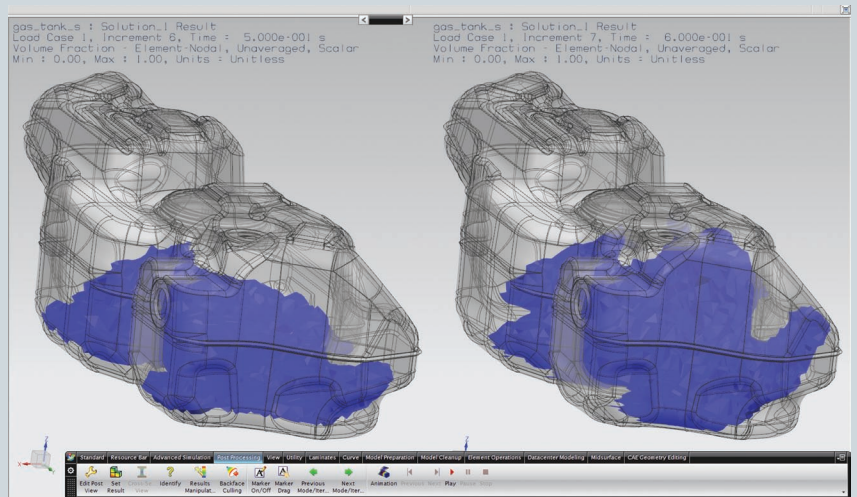 gas_tank_s : Solution_1 Result
Load Case 1, Increment 6, Time = 5.000e-001 s
Volume Fraction - Element-Nodal, Unaveraged, Scalar
Min : 0.00, Max : 1.00, Units = Unitless
gas_tank_s : Solution_1 Result
Load Case 1, Increment 7, Time = 6.000e-001 s
Volume Fraction - Element-Nodal, Unaveraged, Scalar
Min : 0.00, Max : 1.00, Units = Unitless
Standard Resource Bar Advanced Simulation Post Processing View Utility Laminates Curve Model Preparation Model Cleanup Element Operations Datacenter Modeling Midsurface CAE Geometry Editing
Edit Post View Set Result Identify Results Manipulat... Backface Culling Marker On/Off Marker Drag Previous Mode/Iter... Next Mode/Iter... Animation Previous Next Play Pause Stop